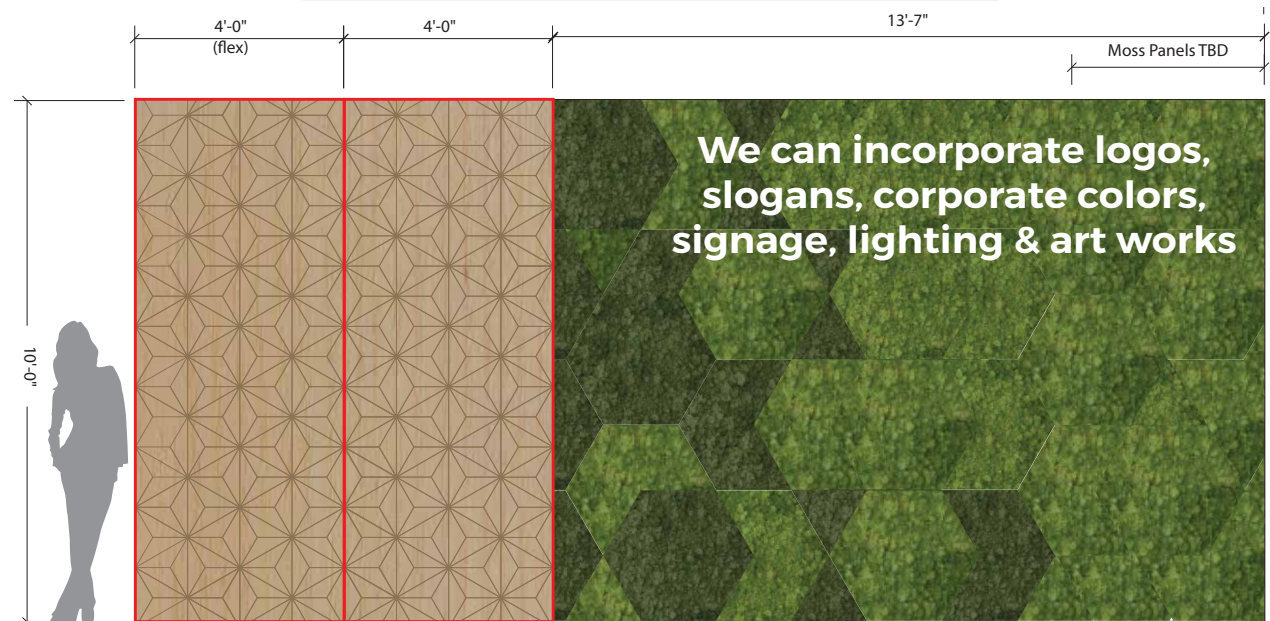 4'-0"
(flex)
4'-0"
13'-7"
Moss Panels TBD
10'-0"
We can incorporate logos,
slogans, corporate colors,
signage, lighting & art works